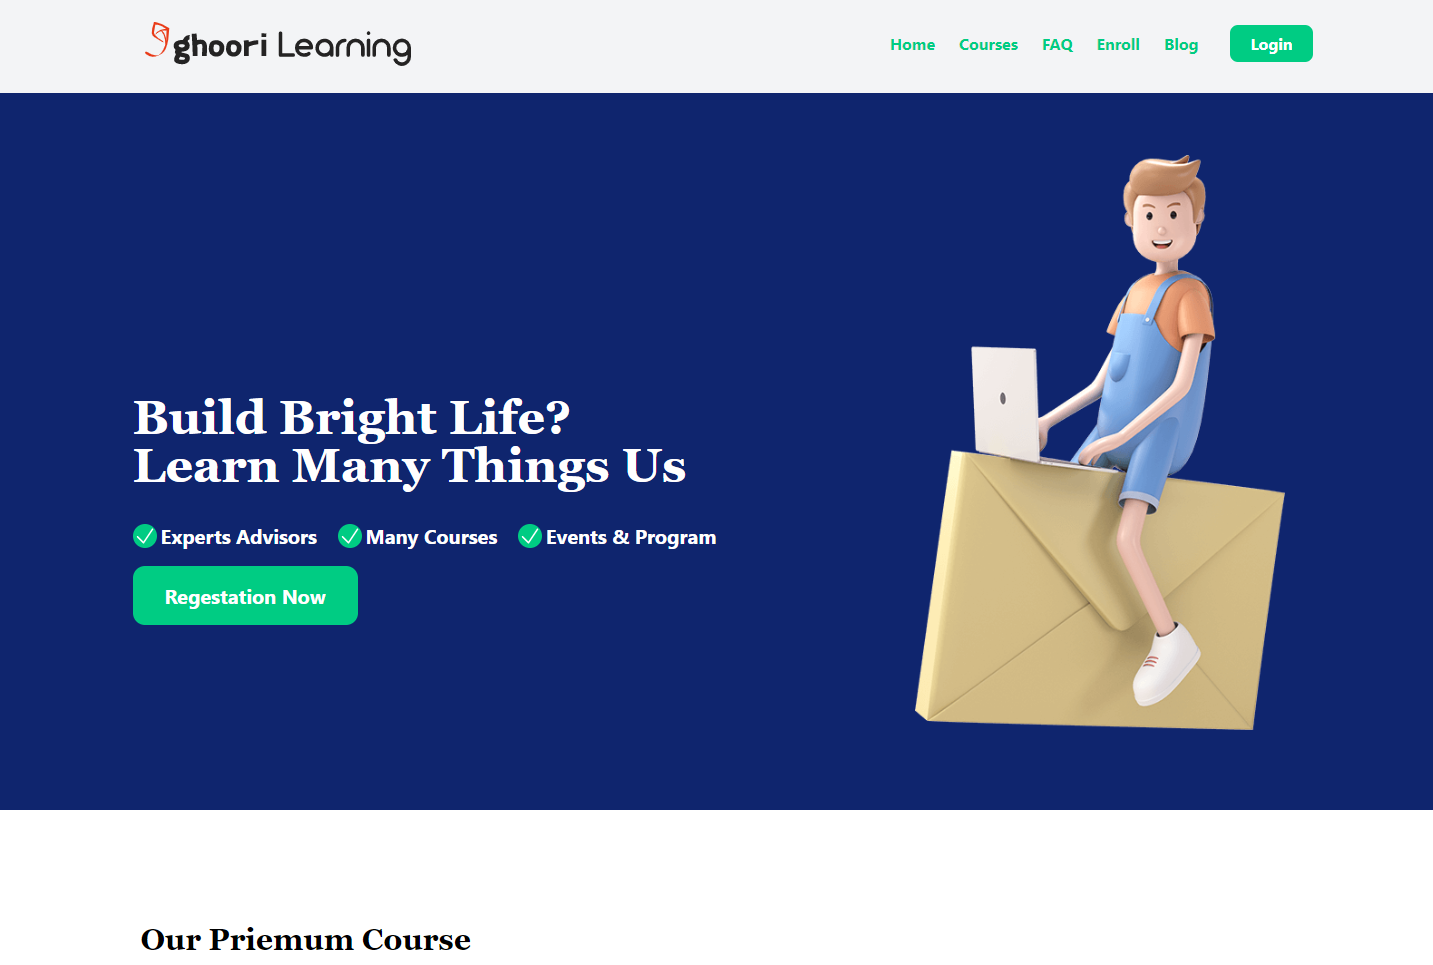 ghoori Learning
Home Courses FAQ Enroll Blog Login
Build Bright Life?
Learn Many Things Us
Experts Advisors Many Courses Events & Program
Regestation Now
Our Priemum Course